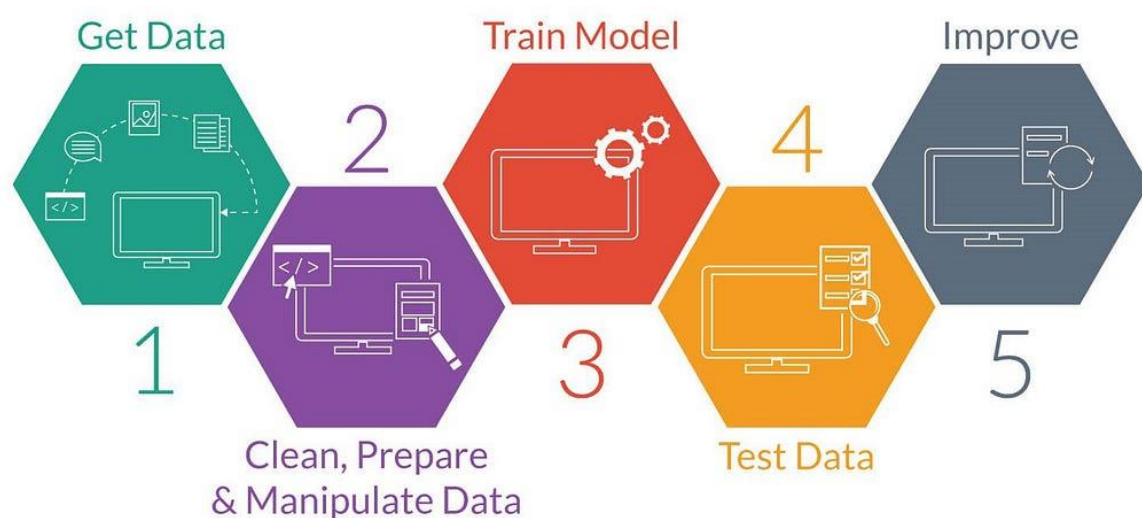 Get Data
1
</>
2
</>
Clean, Prepare
& Manipulate Data
Train Model
3
4
Test Data
Improve
5